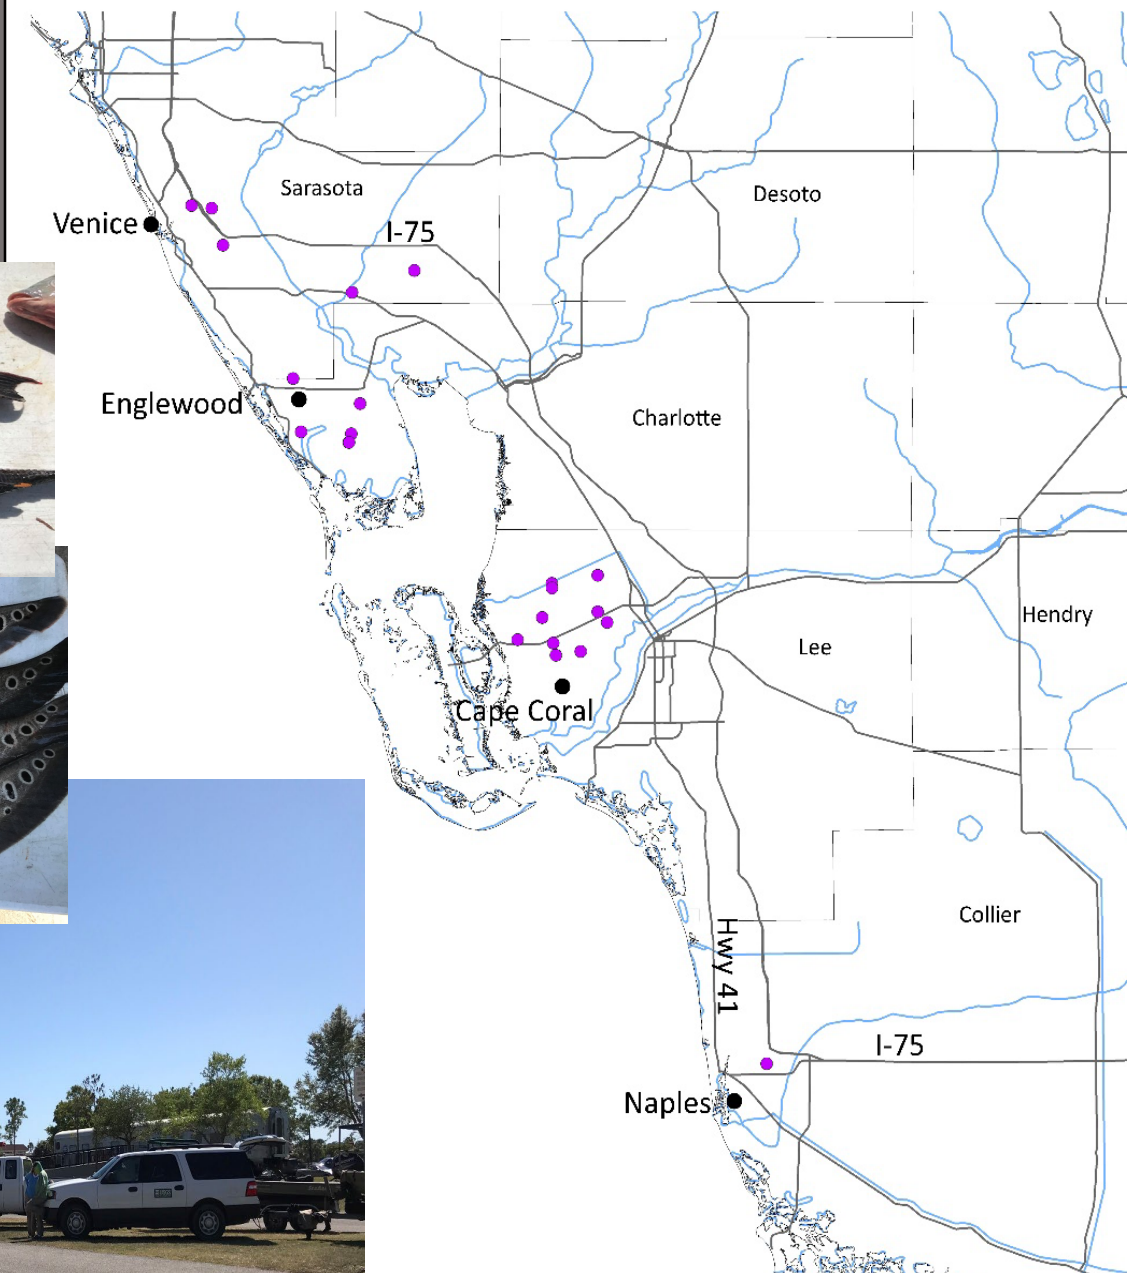 Sarasota
Desoto
Venice
I-75
Englewood
Charlotte
Hendry
Lee
Cape Coral
Collier
Hwy 41
I-75
Naples